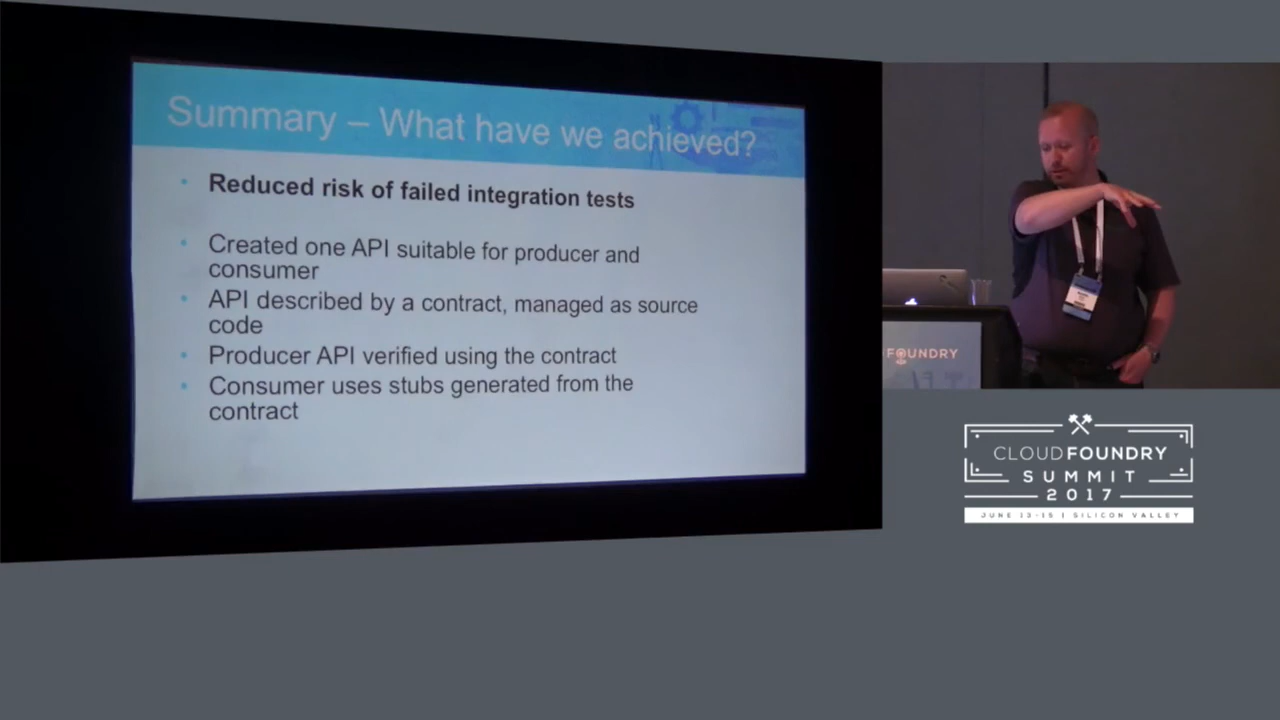 Summary – What have we achieved?
Reduced risk of failed integration tests
Created one API suitable for producer and
consumer
API described by a contract, managed as source
code
Producer API verified using the contract
Consumer uses stubs generated from the
contract
FOUNDRY
CLOUD FOUNDRY
SUMMIT
2017
JUNE 13-15 | SILICON VALLEY